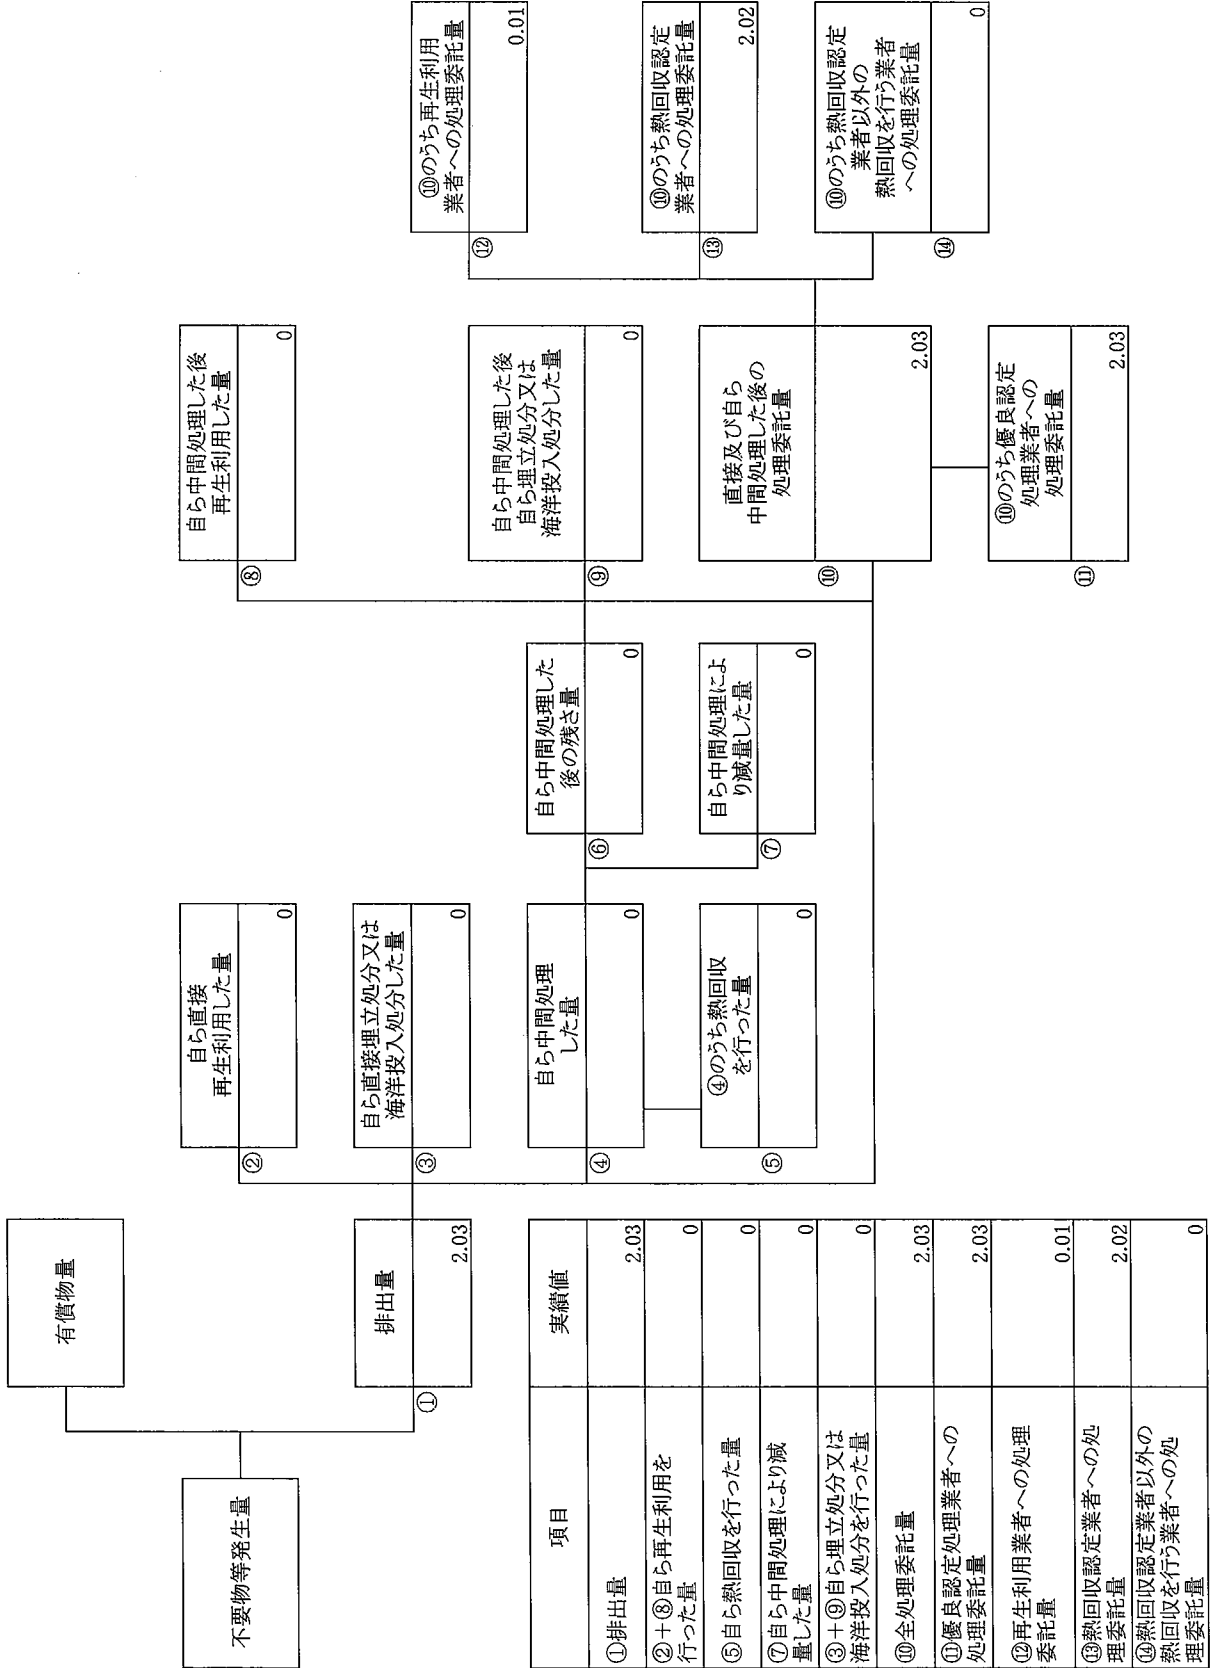 不要物等発生量
有償物量
①
排出量
2.03
②
自ら直接
再生利用した量
0
③
自ら直接埋立処分又は
海洋投入処分した量
0
④
自ら中間処理
した量
0
⑤
④のうち熱回収
を行った量
0
⑥
自ら中間処理した
後の残さ量
0
⑦
自ら中間処理によ
り減量した量
0
⑧
自ら中間処理した後
再生利用した量
0
⑨
自ら中間処理した後
自ら埋立処分又は
海洋投入処分した量
0
⑩
直接及び自ら
中間処理した後の
処理委託量
2.03
⑪
⑩のうち優良認定
処理業者への
処理委託量
2.03
⑫
⑩のうち再生利用
業者への処理委託量
0.01
⑬
⑩のうち熱回収認定
業者への処理委託量
2.02
⑭
⑩のうち熱回収認定
業者以外の
熱回収を行う業者
への処理委託量
0
項目 実績値
①排出量 2.03
②+⑧自ら再生利用を
行った量 0
⑤自ら熱回収を行った量 0
⑦自ら中間処理により減
量した量 0
③+⑨自ら埋立処分又は
海洋投入処分を行った量 0
⑩全処理委託量 2.03
⑪優良認定処理業者への
処理委託量 2.03
⑫再生利用業者への処理
委託量 0.01
⑬熱回収認定業者への処
理委託量 2.02
⑭熱回収認定業者以外の
熱回収を行う業者への処
理委託量 0